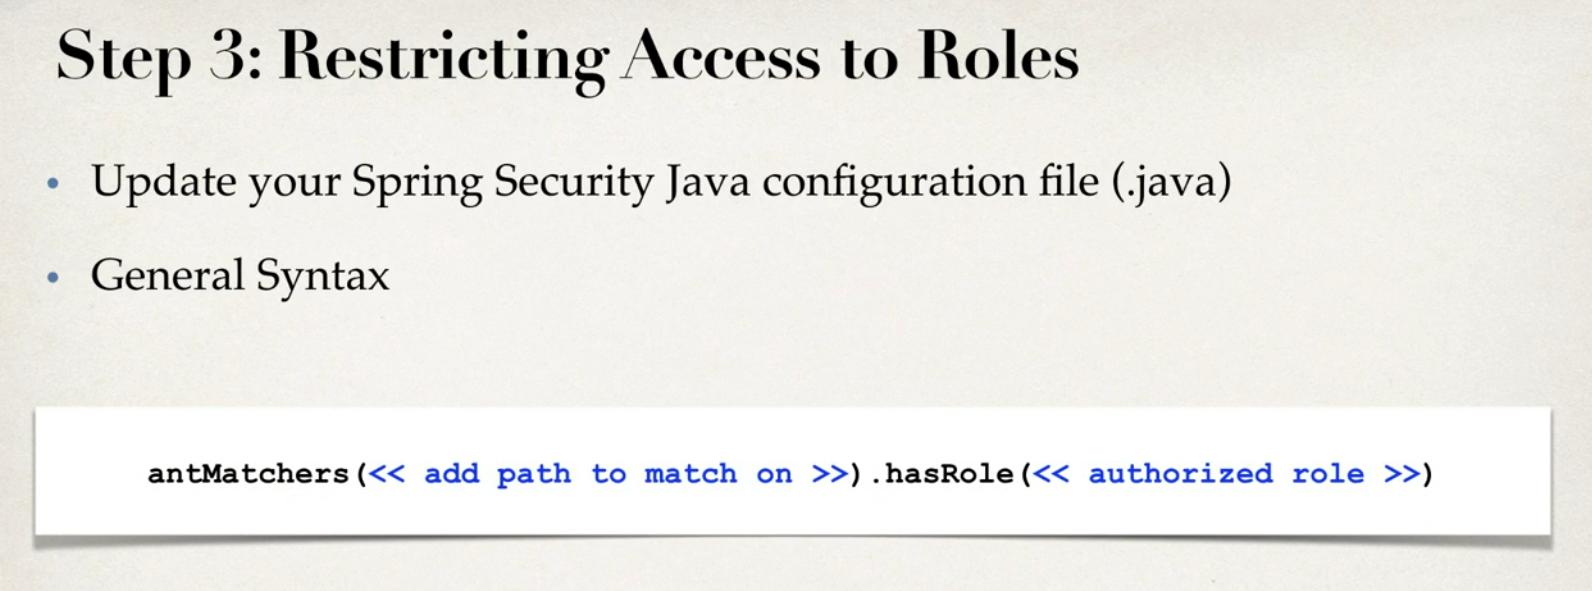 Step 3: Restricting Access to Roles
• Update your Spring Security Java configuration file (.java)
• General Syntax
antMatchers(<< add path to match on >>).hasRole(<< authorized role >>)